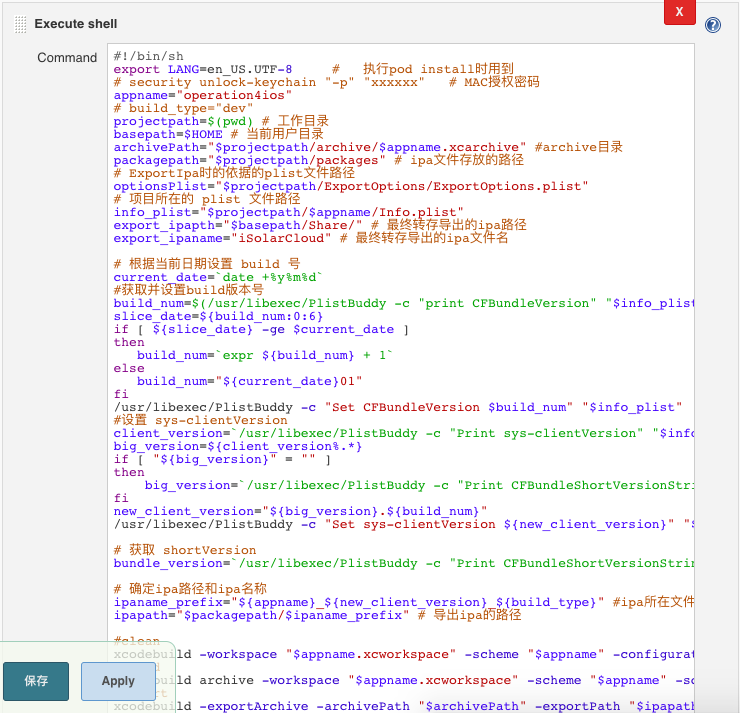 Execute shell
X
?
Command
#!/bin/sh
export LANG=en_US.UTF-8     #   执行pod install时用到
# security unlock-keychain "-p" "xxxxxx"   # MAC授权密码
appname="operation4ios"
# build_type="dev"
projectpath=$(pwd) # 工作目录
basepath=$HOME # 当前用户目录
archivePath="$projectpath/archive/$appname.xcarchive" #archive目录
packagepath="$projectpath/packages" # ipa文件存放的路径
# ExportIpa时的依据的plist文件路径
optionsPlist="$projectpath/ExportOptions/ExportOptions.plist"
# 项目所在的 plist 文件路径
info_plist="$projectpath/$appname/Info.plist"
export_ipapth="$basepath/Share/" # 最终转存导出的ipa路径
export_ipaname="iSolarCloud" # 最终转存导出的ipa文件名
# 根据当前日期设置 build 号
current_date=`date +%y%m%d`
#获取并设置build版本号
build_num=$(/usr/libexec/PlistBuddy -c "print CFBundleVersion" "$info_plist
slice_date=${build_num:0:6}
if [ ${slice_date} -ge $current_date ]
then
   build_num=`expr ${build_num} + 1`
else
   build_num="${current_date}01"
fi
/usr/libexec/PlistBuddy -c "Set CFBundleVersion $build_num" "$info_plist"
#设置 sys-clientVersion
client_version=`/usr/libexec/PlistBuddy -c "Print sys-clientVersion" "$info
big_version=${client_version%.*}
if [ "${big_version}" = "" ]
then
    big_version=`/usr/libexec/PlistBuddy -c "Print CFBundleShortVersionStri
fi
new_client_version="${big_version}.${build_num}"
/usr/libexec/PlistBuddy -c "Set sys-clientVersion ${new_client_version}" "$
# 获取 shortVersion
bundle_version=`/usr/libexec/PlistBuddy -c "Print CFBundleShortVersionStrin
# 确定ipa路径和ipa名称
ipaname_prefix="${appname}_${new_client_version}_${build_type}" #ipa所在文件
ipapath="$packagepath/$ipaname_prefix" # 导出ipa的路径
#clean
xcodebuild -workspace "$appname.xcworkspace" -scheme "$appname" -configurat
ild archive -workspace "$appname.xcworkspace" -scheme "$appname" -sc
xcodebuild -exportArchive -archivePath "$archivePath" -exportPath "$ipapath
保存
Apply